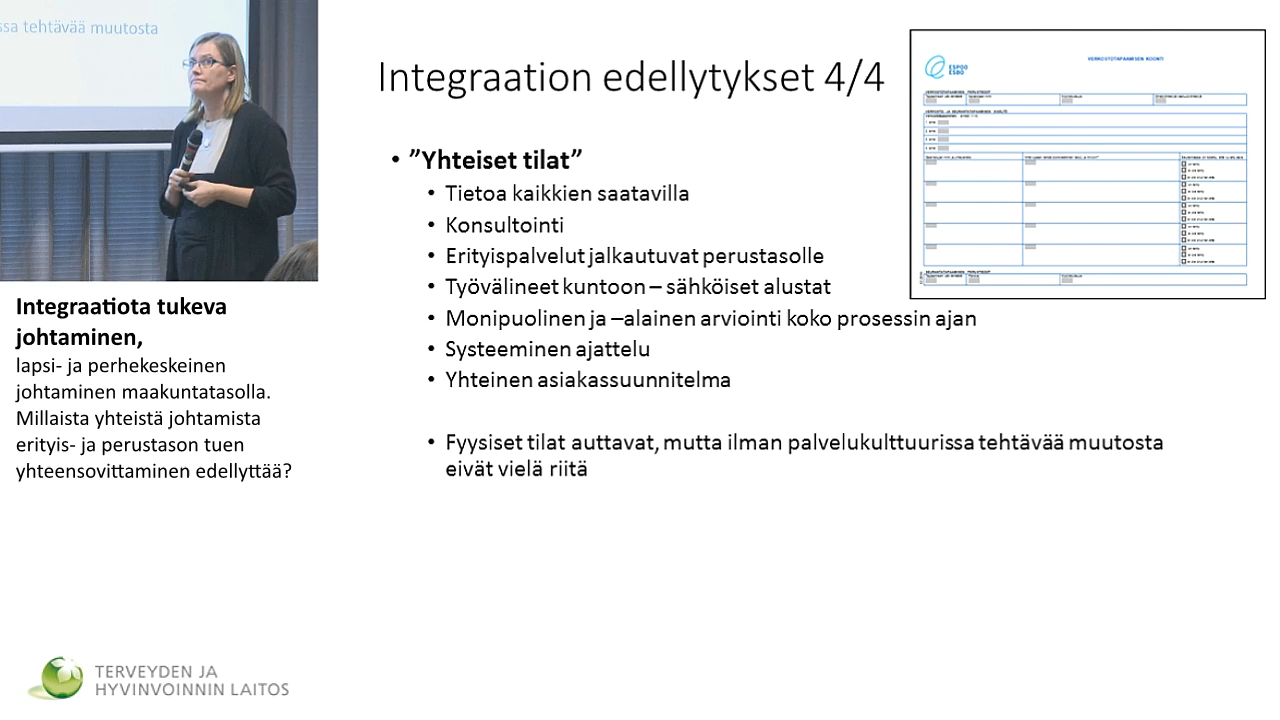 ssa tehtävää muutosta
Integraatiota tukeva
johtaminen,
lapsi- ja perhekeskeinen
johtaminen maakuntatasolla.
Millaista yhteistä johtamista
erityis- ja perustason tuen
yhteensovittaminen edellyttää?
TERVEYDEN JA
HYVINVOINNIN LAITOS
Integraation edellytykset 4/4
• ”Yhteiset tilat”
• Tietoa kaikkien saatavilla
• Konsultointi
• Erityispalvelut jalkautuvat perustasolle
• Työvälineet kuntoon – sähköiset alustat
• Monipuolinen ja –alainen arviointi koko prosessin ajan
• Systeeminen ajattelu
• Yhteinen asiakassuunnitelma
• Fyysiset tilat auttavat, mutta ilman palvelukulttuurissa tehtävää muutosta
eivät vielä riitä
ESPOO
ESBO
VERKOSTOTAPAAMISEN KOONTI